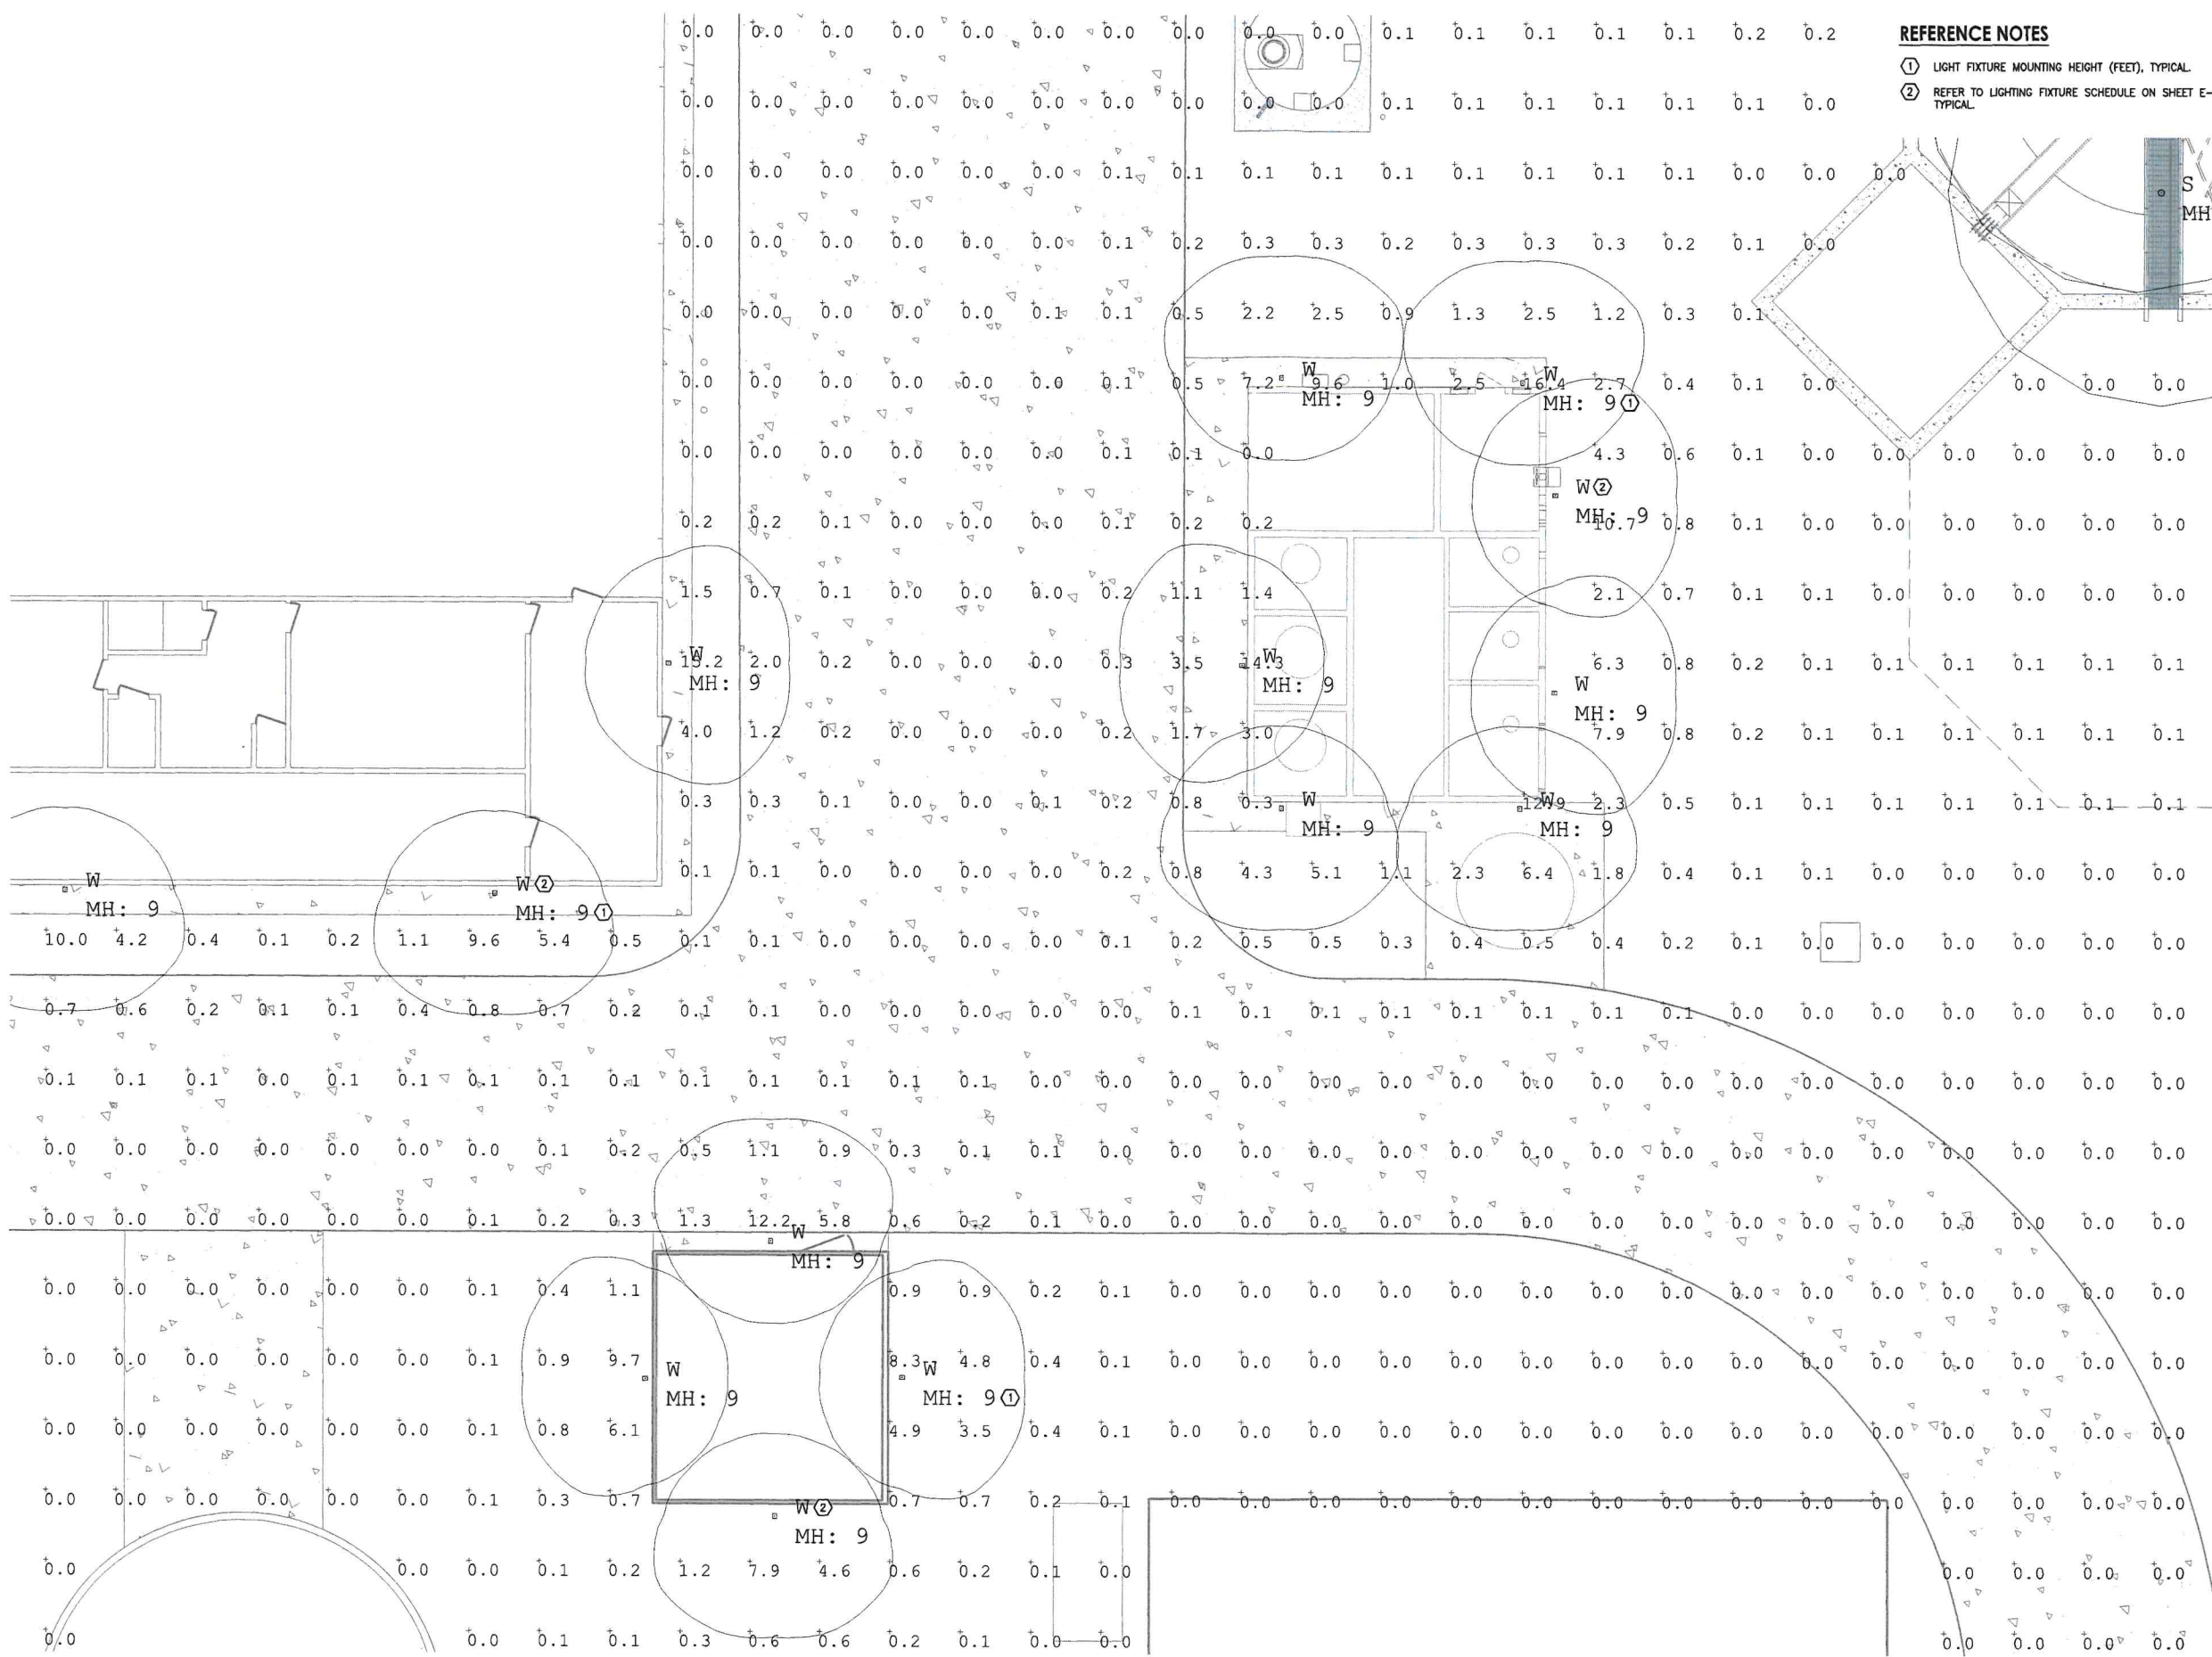 REFERENCE NOTES
1 LIGHT FIXTURE MOUNTING HEIGHT (FEET), TYPICAL.
2 REFER TO LIGHTING FIXTURE SCHEDULE ON SHEET E-
TYPICAL.
0.0 0.0 0.0 0.0 0.0 0.0 0.0 0.0 0.0 0.0 0.1 0.1 0.1 0.1 0.1 0.2 0.2
0.0 0.0 0.0 0.0 0.0 0.0 0.0 0.0 0.0 0.0 0.1 0.1 0.1 0.1 0.1 0.1 0.0
0.0 0.0 0.0 0.0 0.0 0.0 0.1 0.1 0.1 0.1 0.1 0.1 0.1 0.1 0.1 0.0 0.0 0.0
S
MH
0.0 0.0 0.0 0.0 0.0 0.0 0.1 0.2 0.3 0.3 0.2 0.3 0.3 0.3 0.2 0.1 0.0
0.0 0.0 0.0 0.0 0.0 0.1 0.1 0.5 2.2 2.5 0.9 1.3 2.5 1.2 0.3 0.1
W W
0.0 0.0 0.0 0.0 0.0 0.0 0.1 0.5 7.2 9.6 1.0 2.5 16.4 2.7 0.4 0.1 0.0 0.0 0.0 0.0
MH: 9 MH: 9 1
0.0 0.0 0.0 0.0 0.0 0.0 0.1 0.1 0.0 4.3 0.6 0.1 0.0 0.0 0.0 0.0 0.0 0.0
W 2
MH: 9
0.2 0.2 0.1 0.0 0.0 0.0 0.1 0.2 0.2 10.7 0.8 0.1 0.0 0.0 0.0 0.0 0.0 0.0
1.5 0.7 0.1 0.0 0.0 0.0 0.2 1.1 1.4 2.1 0.7 0.1 0.1 0.0 0.0 0.0 0.0 0.0
W W
2.0 0.2 0.0 0.0 0.0 0.3 3.5 14.3 6.3 0.8 0.2 0.1 0.1 0.1 0.1 0.1 0.1
MH: 9 MH: 9 W
MH: 9
4.0 1.2 0.2 0.0 0.0 0.0 0.2 1.7 3.0 7.9 0.8 0.2 0.1 0.1 0.1 0.1 0.1 0.1
0.3 0.3 0.1 0.0 0.0 0.1 0.2 0.8 0.3 W 12.9 W 2.3 0.5 0.1 0.1 0.1 0.1 0.1 0.1 0.1
MH: 9 MH: 9
0.1 0.1 0.0 0.0 0.0 0.0 0.2 0.8 4.3 5.1 1.1 2.3 6.4 1.8 0.4 0.1 0.1 0.0 0.0 0.0 0.0 0.0
W W 2
MH: 9 MH: 9 1
10.0 4.2 0.4 0.1 0.2 1.1 9.6 5.4 0.5 0.1 0.1 0.0 0.0 0.0 0.0 0.1 0.2 0.5 0.5 0.3 0.4 0.5 0.4 0.2 0.1 0.0 0.0 0.0 0.0 0.0 0.0
0.7 0.6 0.2 0.1 0.1 0.4 0.8 0.7 0.2 0.1 0.1 0.0 0.0 0.0 0.0 0.0 0.1 0.1 0.1 0.1 0.1 0.1 0.1 0.1 0.0 0.0 0.0 0.0 0.0 0.0 0.0
0.1 0.1 0.1 0.0 0.1 0.1 0.1 0.1 0.1 0.1 0.1 0.1 0.1 0.1 0.0 0.0 0.0 0.0 0.0 0.0 0.0 0.0 0.0 0.0 0.0 0.0 0.0 0.0 0.0 0.0 0.0
0.0 0.0 0.0 0.0 0.0 0.0 0.0 0.1 0.2 0.5 1.1 0.9 0.3 0.1 0.1 0.0 0.0 0.0 0.0 0.0 0.0 0.0 0.0 0.0 0.0 0.0 0.0 0.0 0.0 0.0 0.0
0.0 0.0 0.0 0.0 0.0 0.0 0.1 0.2 0.3 1.3 12.2 5.8 0.6 0.2 0.1 0.0 0.0 0.0 0.0 0.0 0.0 0.0 0.0 0.0 0.0 0.0 0.0 0.0 0.0 0.0 0.0
W
MH: 9
0.0 0.0 0.0 0.0 0.0 0.0 0.1 0.4 1.1 0.9 0.9 0.2 0.1 0.0 0.0 0.0 0.0 0.0 0.0 0.0 0.0 0.0 0.0 0.0 0.0 0.0 0.0 0.0
0.0 0.0 0.0 0.0 0.0 0.0 0.1 0.9 9.7 8.3 4.8 0.4 0.1 0.0 0.0 0.0 0.0 0.0 0.0 0.0 0.0 0.0 0.0 0.0 0.0 0.0 0.0 0.0
W W
MH: 9 MH: 9 1
0.0 0.0 0.0 0.0 0.0 0.0 0.1 0.8 6.1 4.9 3.5 0.4 0.1 0.0 0.0 0.0 0.0 0.0 0.0 0.0 0.0 0.0 0.0 0.0 0.0 0.0 0.0 0.0
0.0 0.0 0.0 0.0 0.0 0.0 0.1 0.3 0.7 0.7 0.7 0.2 0.1 0.0 0.0 0.0 0.0 0.0 0.0 0.0 0.0 0.0 0.0 0.0 0.0 0.0 0.0 0.0
W 2
MH: 9
0.0 0.0 0.0 0.1 0.2 1.2 7.9 4.6 0.6 0.2 0.1 0.0 0.0 0.0 0.0 0.0
0.0 0.0 0.1 0.1 0.3 0.6 0.6 0.2 0.1 0.0 0.0 0.0 0.0 0.0 0.0